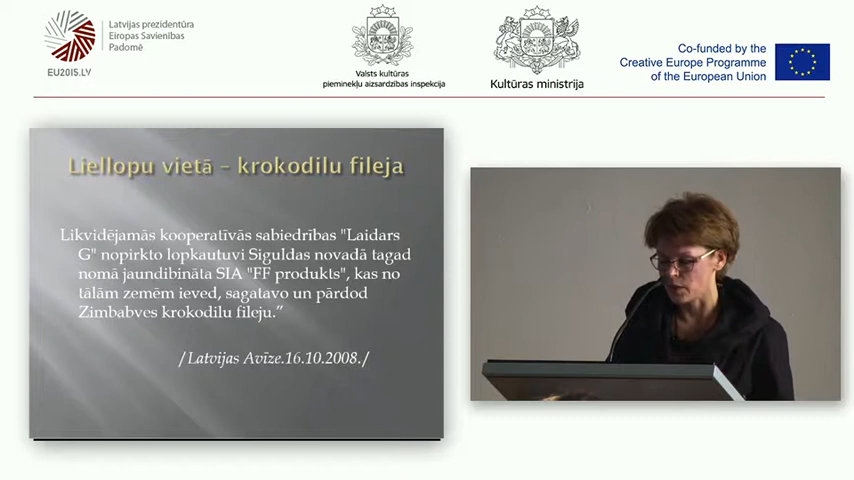 Latvijas prezidentūra
Eiropas Savienības
Padomē
EU2015.LV
Valsts kultūras
pieminekļu aizsardzības inspekcija
Kultūras ministrija
Co-funded by the
Creative Europe Programme
of the European Union
Liellopu vietā – krokodilu fileja
Likvidējamās kooperatīvās sabiedrības "Laidars
G" nopirkto lopkautuvi Siguldas novadā tagad
nomā jaundibināta SIA "FF produkts", kas no
tālām zemēm ieved, sagatavo un pārdod
Zimbabves krokodilu fileju.”
/Latvijas Avīze.16.10.2008./